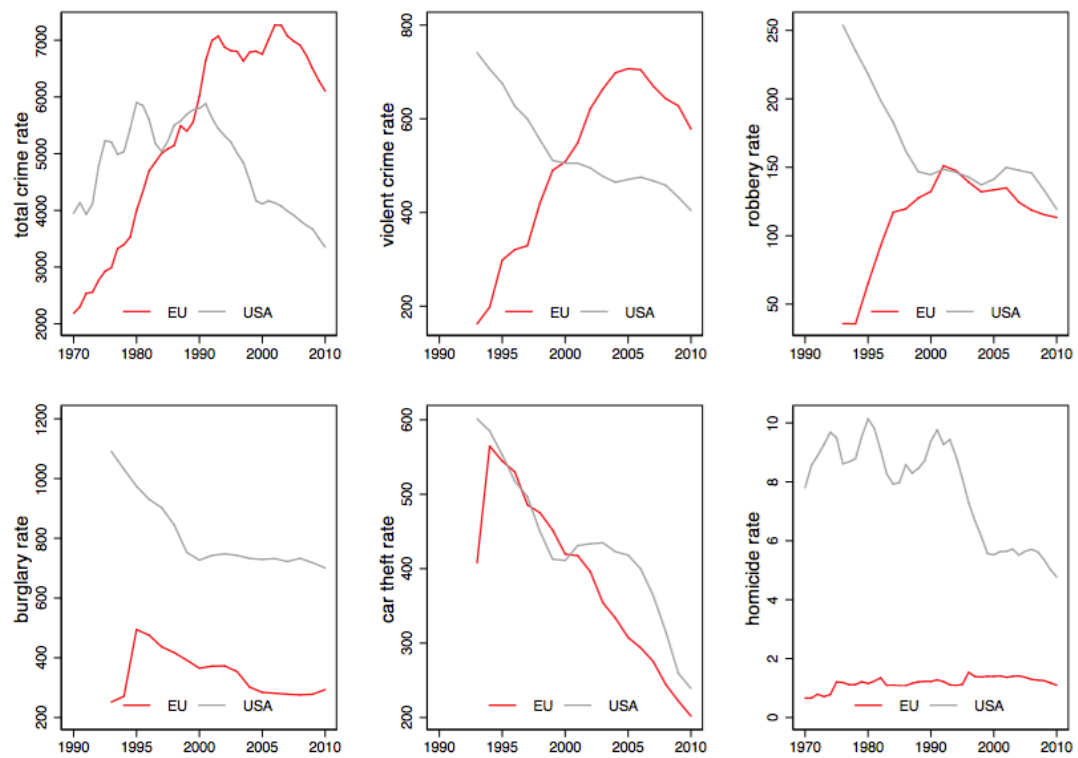 total crime rate
7000
6000
5000
4000
3000
2000
EU USA
1970 1980 1990 2000 2010
violent crime rate
800
600
400
200
EU USA
1990 1995 2000 2005 2010
robbery rate
250
200
150
100
50
EU USA
1990 1995 2000 2005 2010
burglary rate
1200
1000
800
600
400
200
EU USA
1990 1995 2000 2005 2010
car theft rate
600
500
400
300
200
EU USA
1990 1995 2000 2005 2010
homicide rate
10
8
6
4
2
0
EU USA
1970 1980 1990 2000 2010